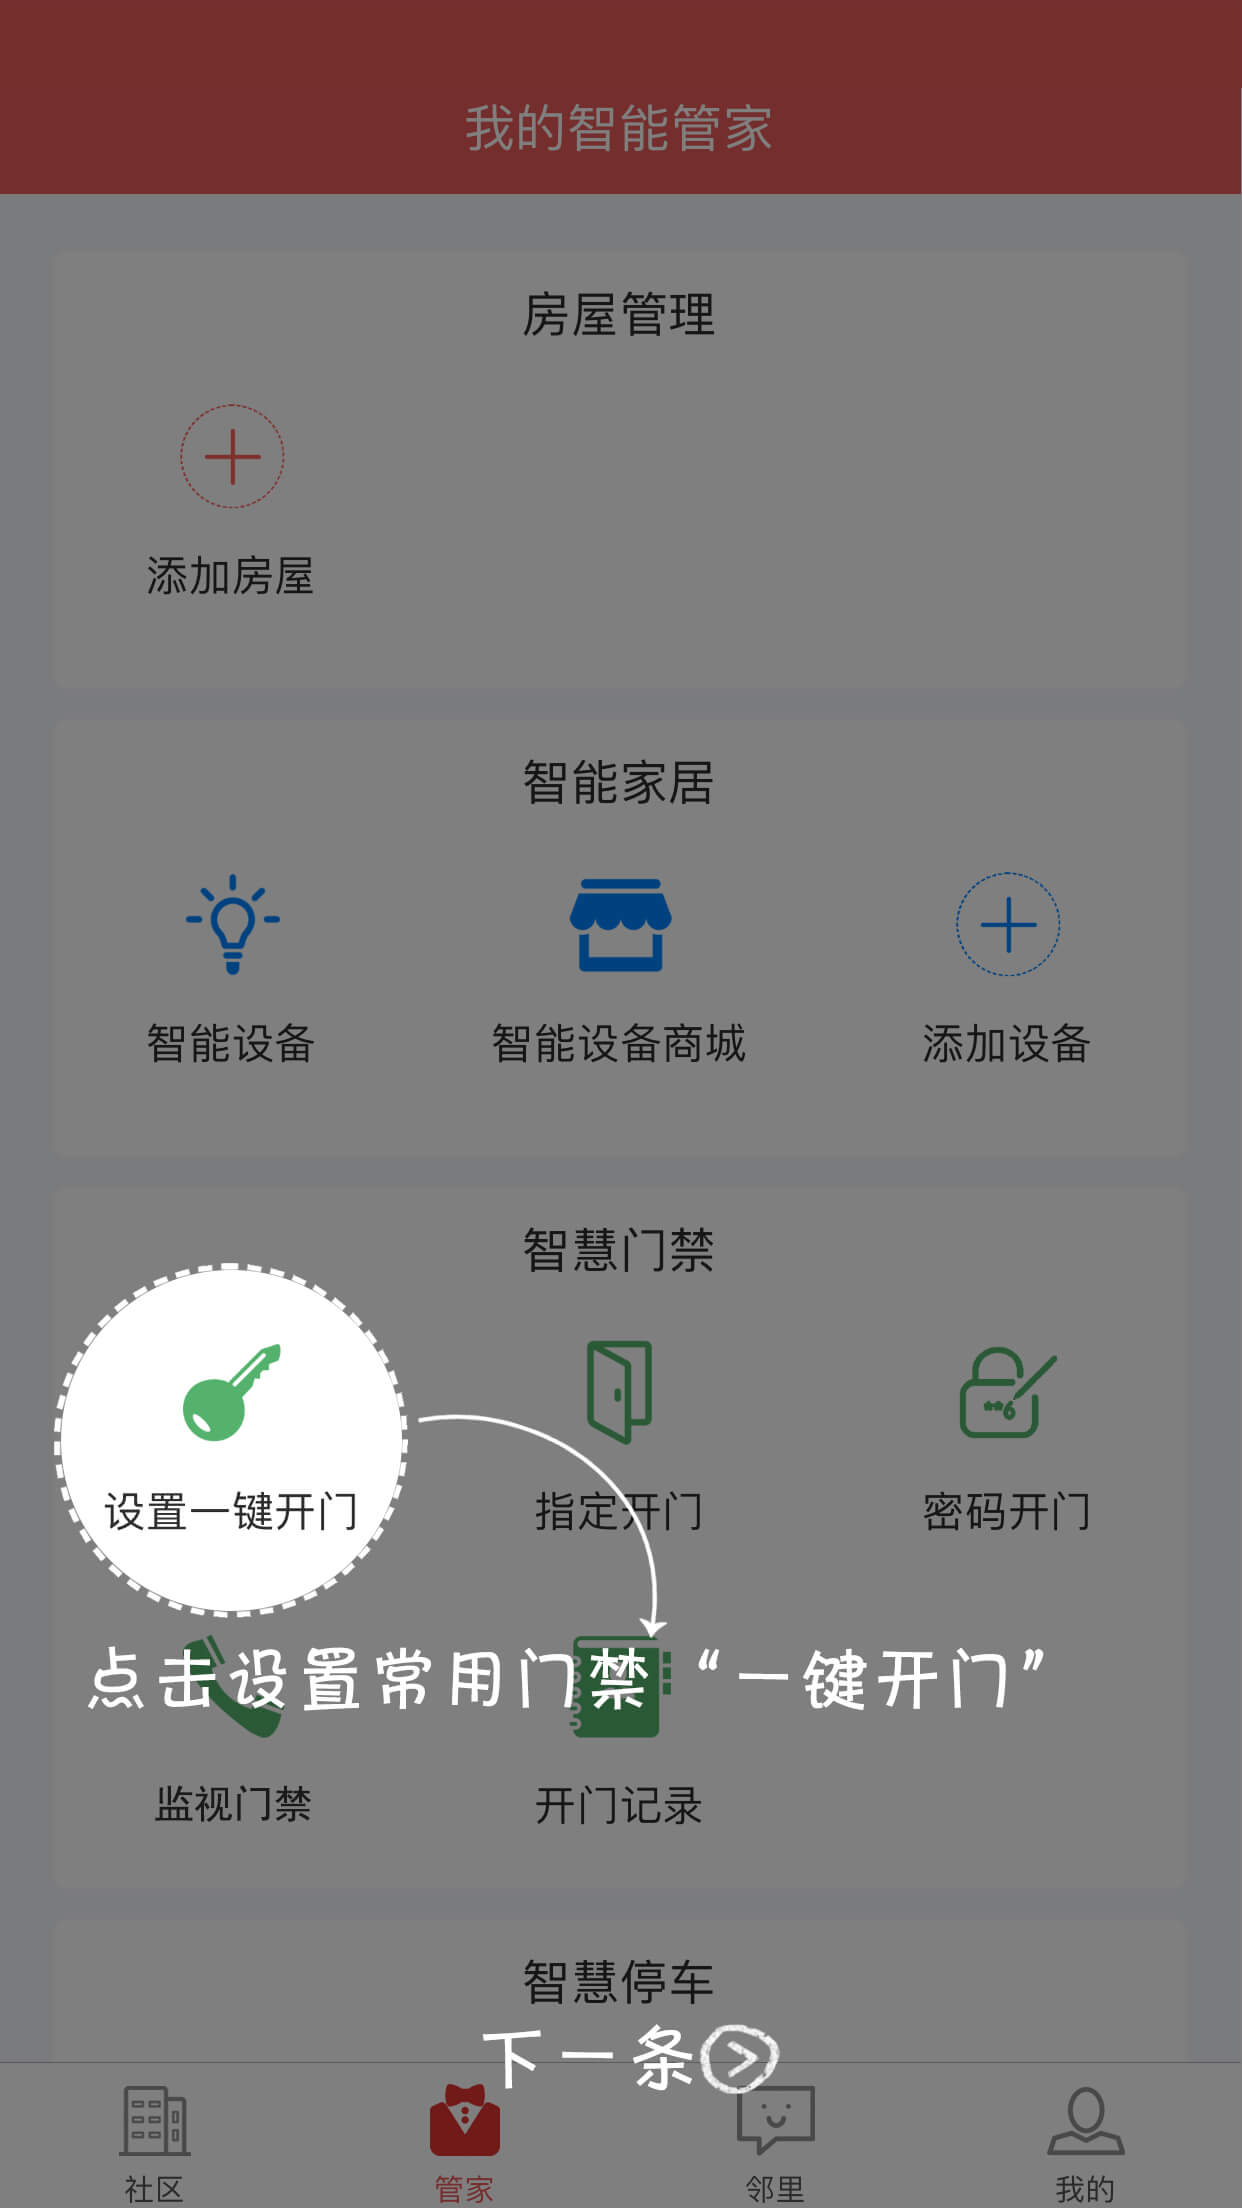 我的智能管家
房屋管理
添加房屋
智能家居
智能设备 智能设备商城 添加设备
智慧门禁
**6
设置一键开门 指定开门 密码开门
点击设置常用门禁“一键开门”
监视门禁 开门记录
智慧停车
下一条
社区 管家 邻里 我的